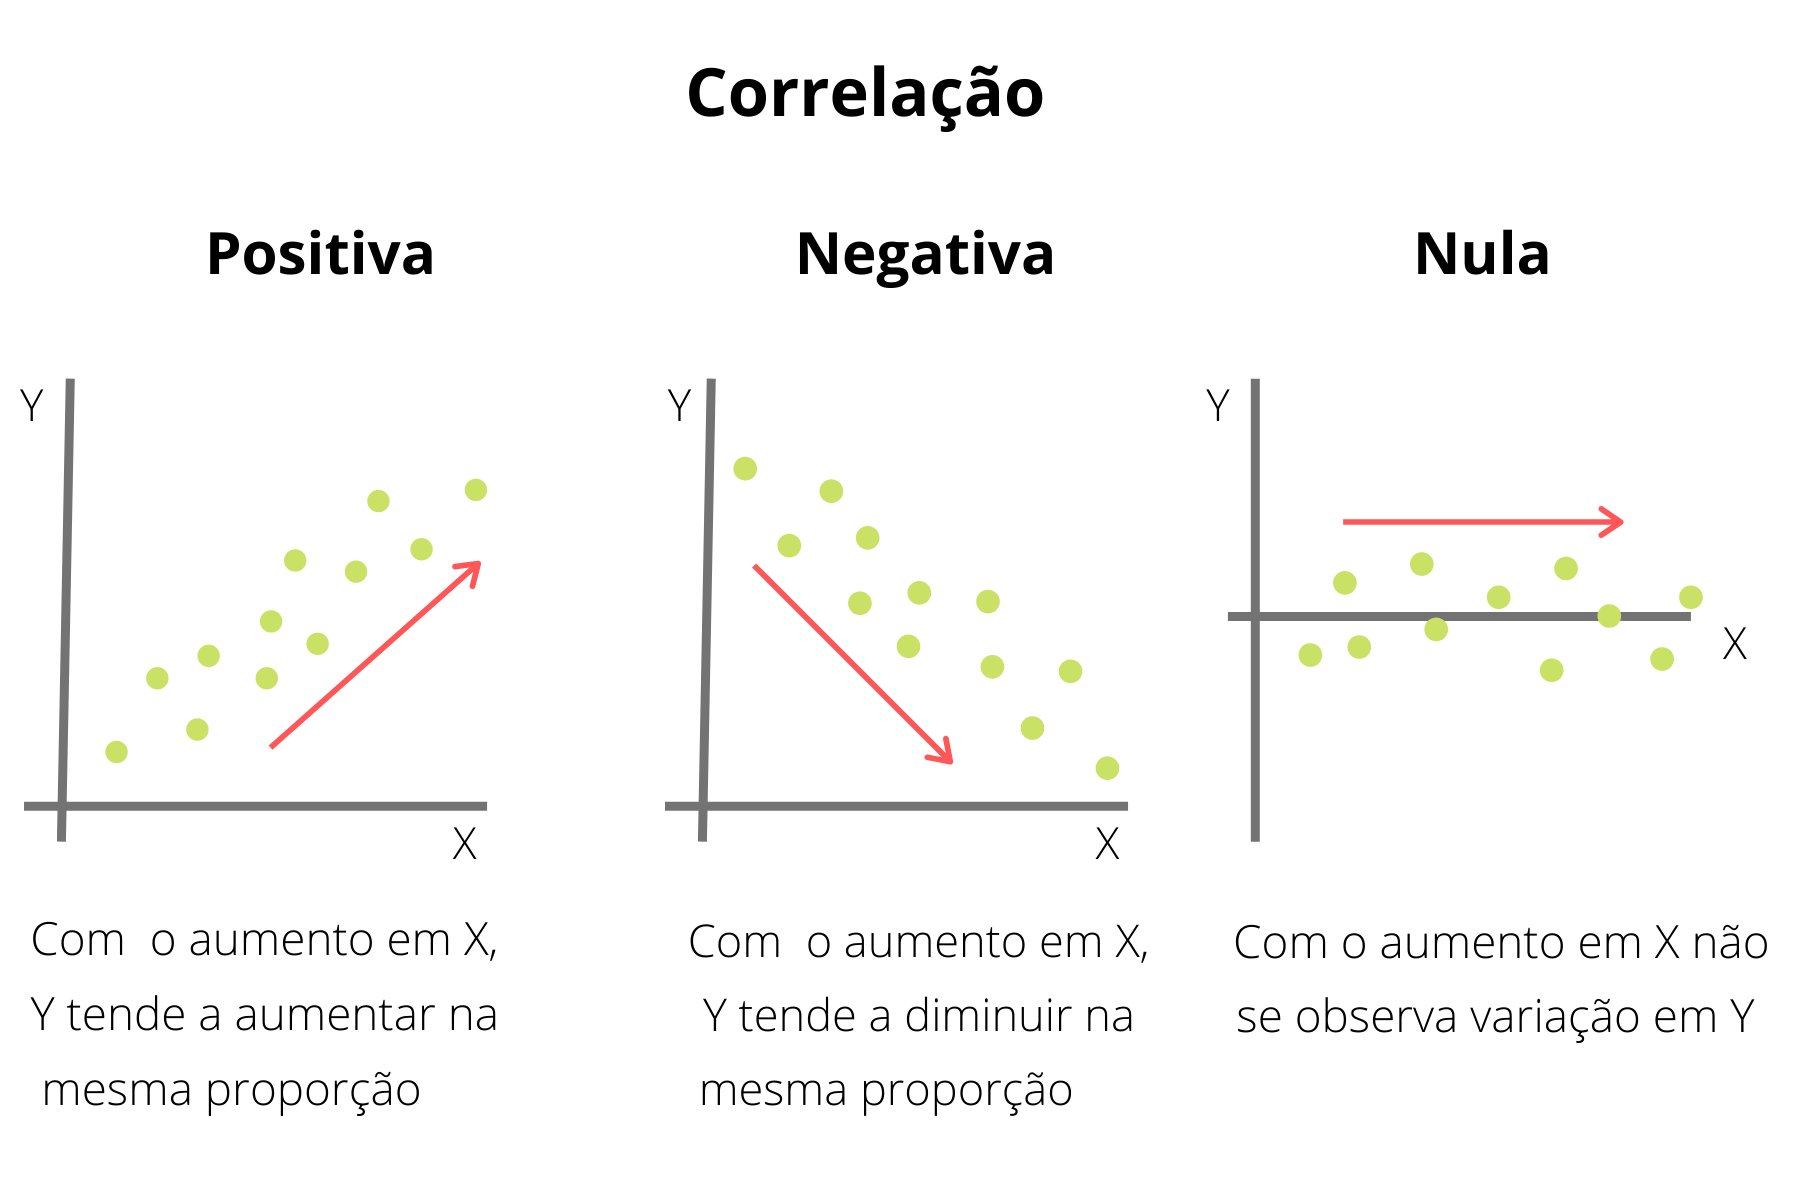 Correlação
Positiva
Negativa
Nula
Y
X
Y
X
Y
X
Com  o aumento em X,
Y tende a aumentar na
mesma proporção
Com  o aumento em X,
Y tende a diminuir na
mesma proporção
Com o aumento em X não
se observa variação em Y